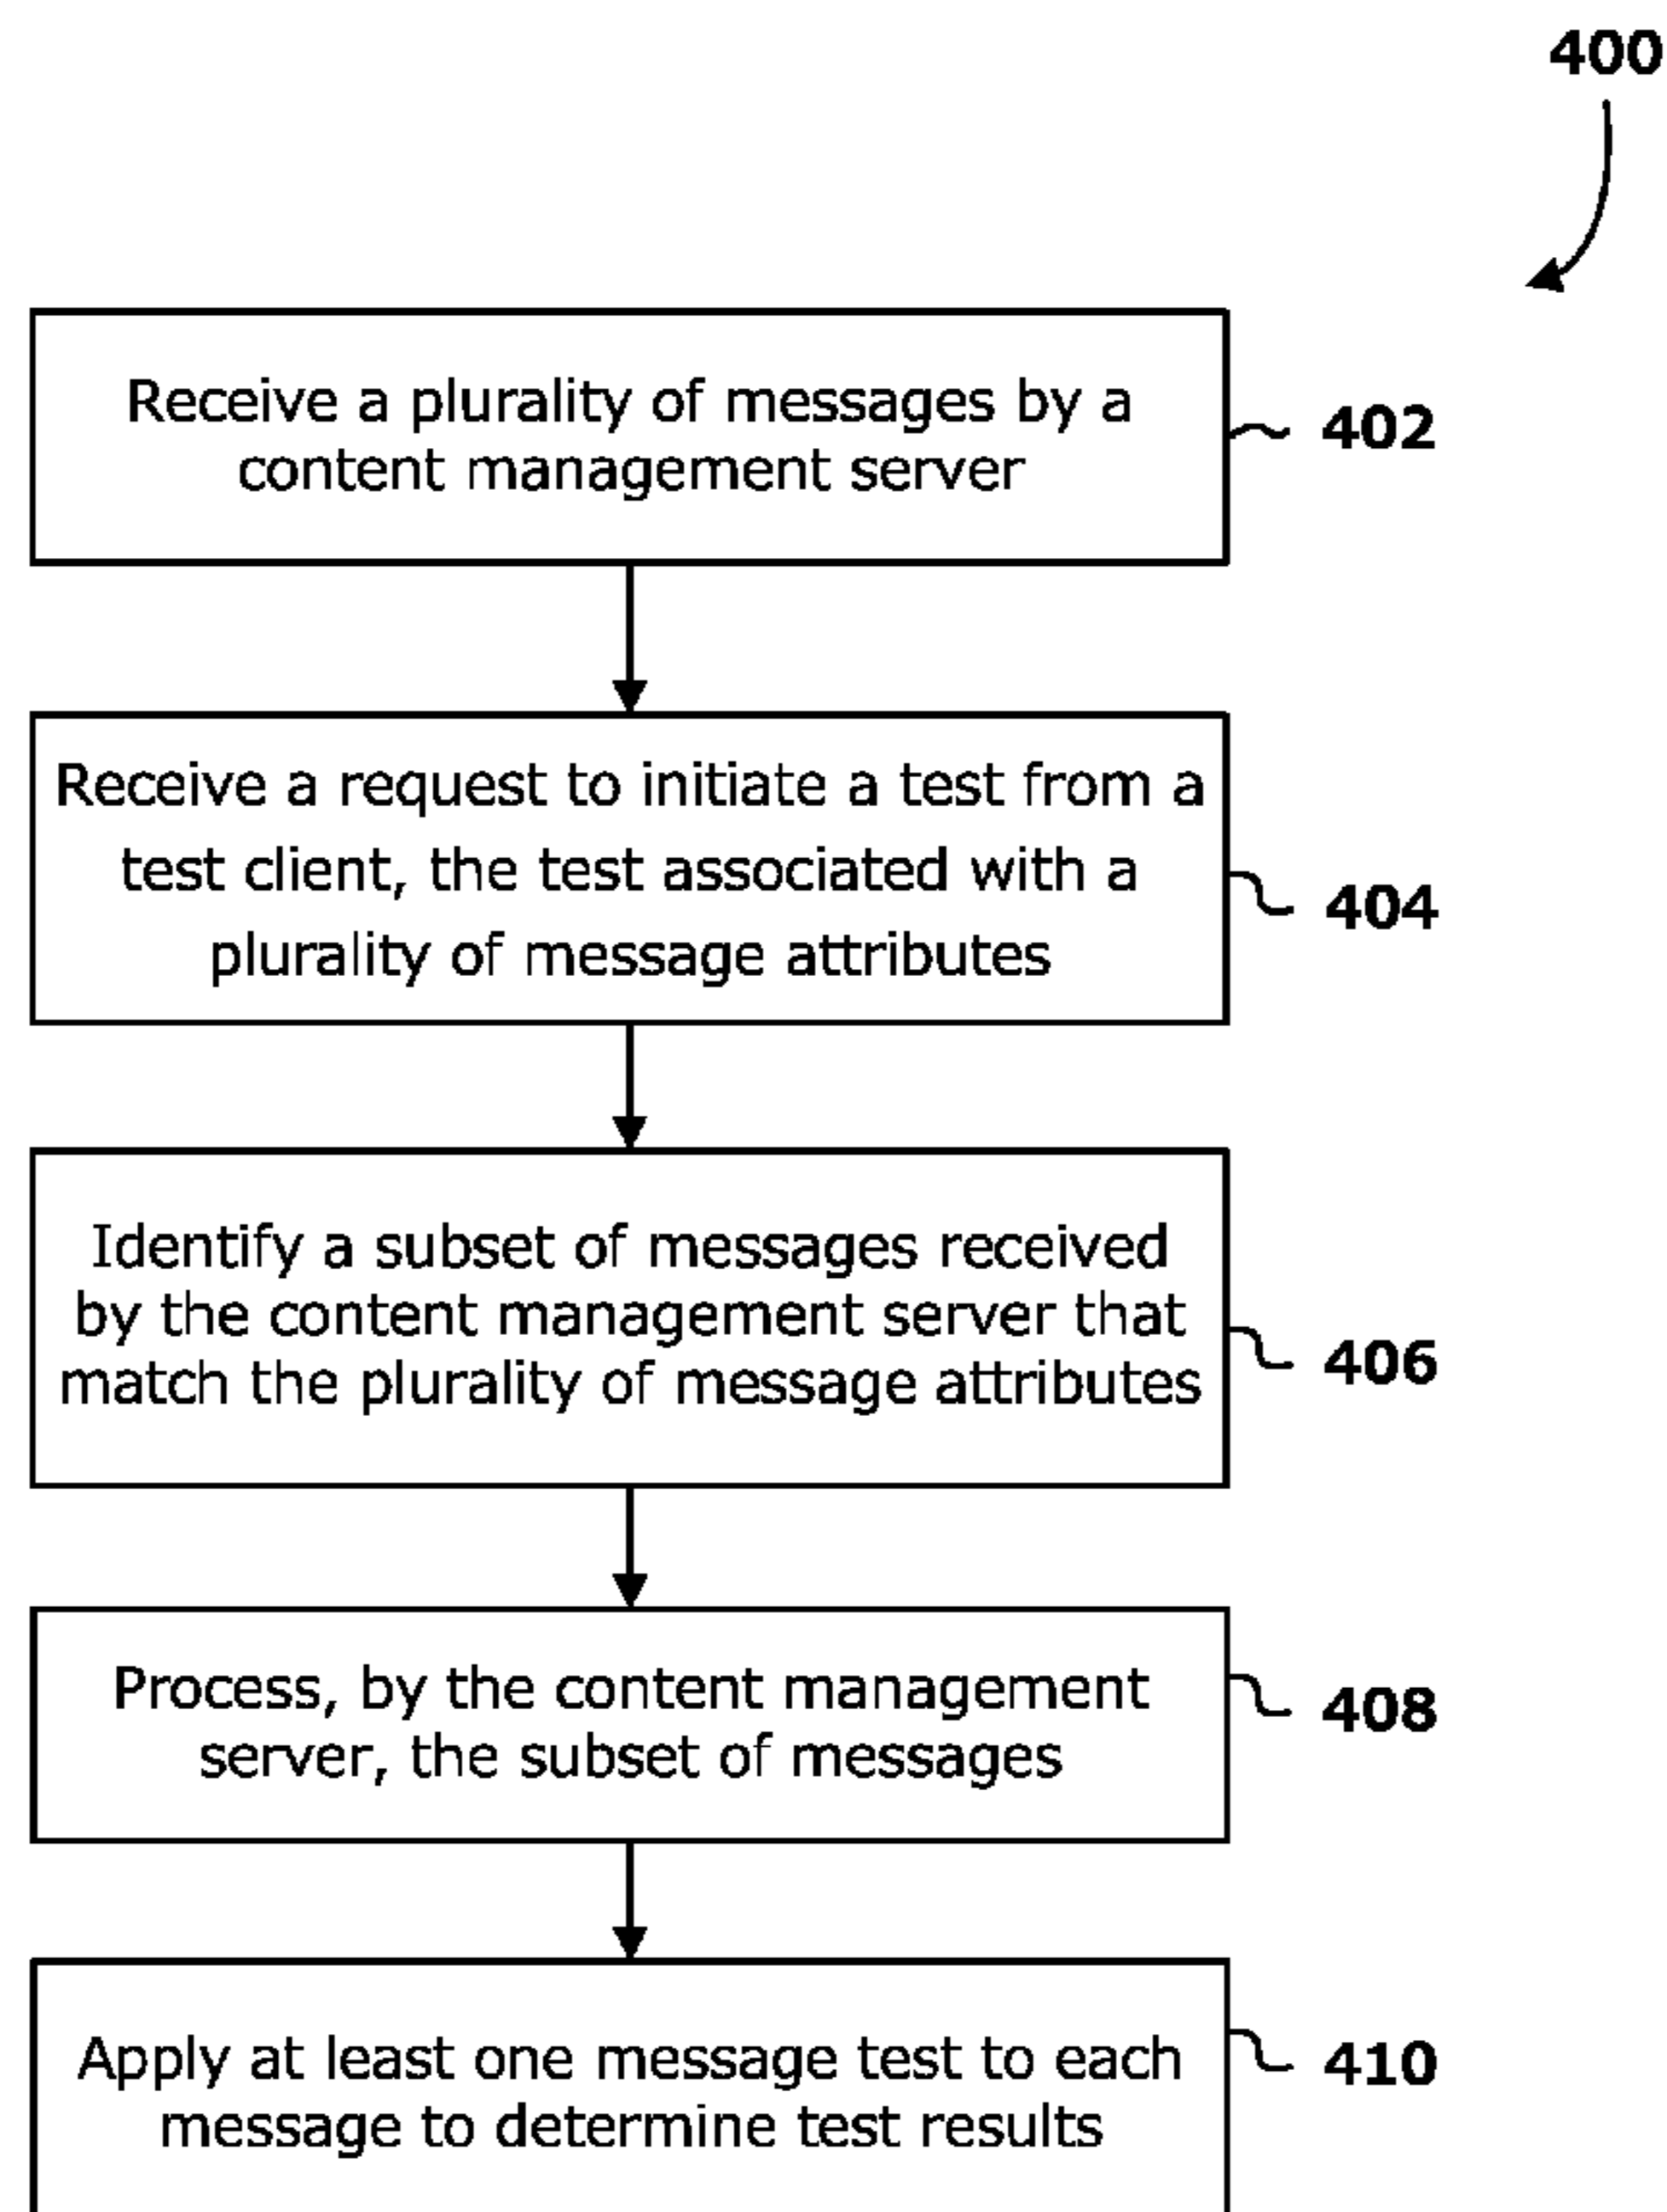 400
Receive a plurality of messages by a
content management server
402
Receive a request to initiate a test from a
test client, the test associated with a
plurality of message attributes
404
Identify a subset of messages received
by the content management server that
match the plurality of message attributes
406
Process, by the content management
server, the subset of messages
408
Apply at least one message test to each
message to determine test results
410